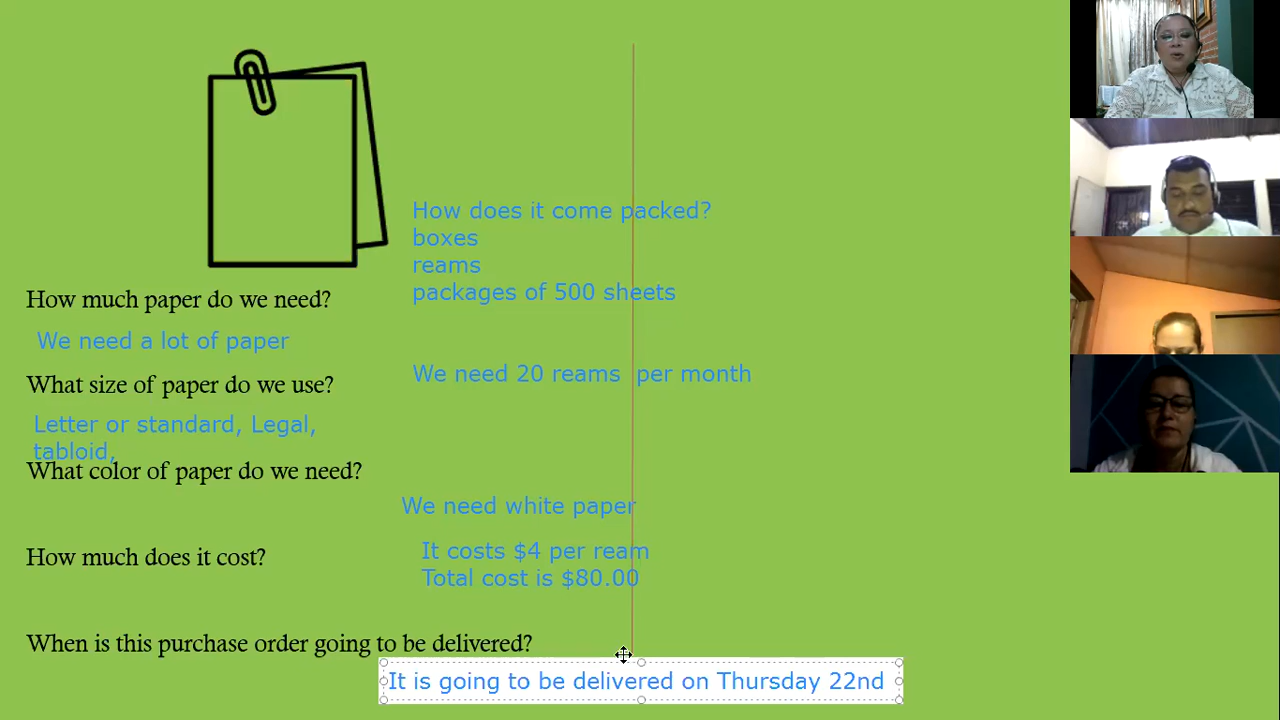 How does it come packed?
boxes
reams
packages of 500 sheets
How much paper do we need?
We need a lot of paper
What size of paper do we use?
We need 20 reams  per month
Letter or standard, Legal,
tabloid,
What color of paper do we need?
We need white paper
How much does it cost?
It costs $4 per ream
Total cost is $80.00
When is this purchase order going to be delivered?
It is going to be delivered on Thursday 22nd